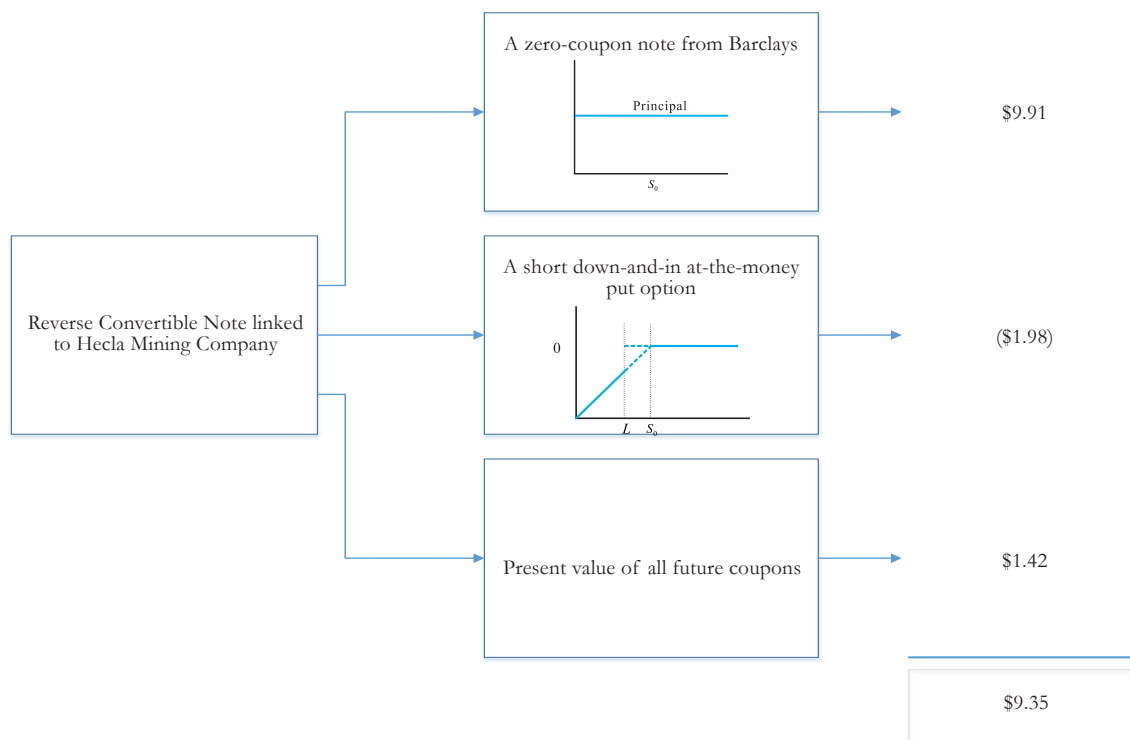 A zero-coupon note from Barclays
Principal
S₀
$9.91
Reverse Convertible Note linked
to Hecla Mining Company
A short down-and-in at-the-money
put option
0
L S₀
($1.98)
Present value of all future coupons
$1.42
$9.35